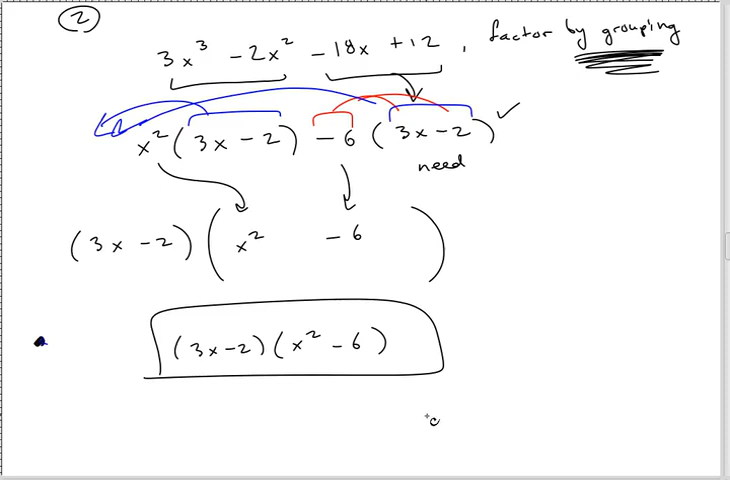 ②
3x³ - 2x² - 18x + 12 , factor by grouping
x² (3x - 2) - 6 (3x - 2) ✓
need
(3x - 2) ( x² - 6 )
(3x - 2) (x² - 6)